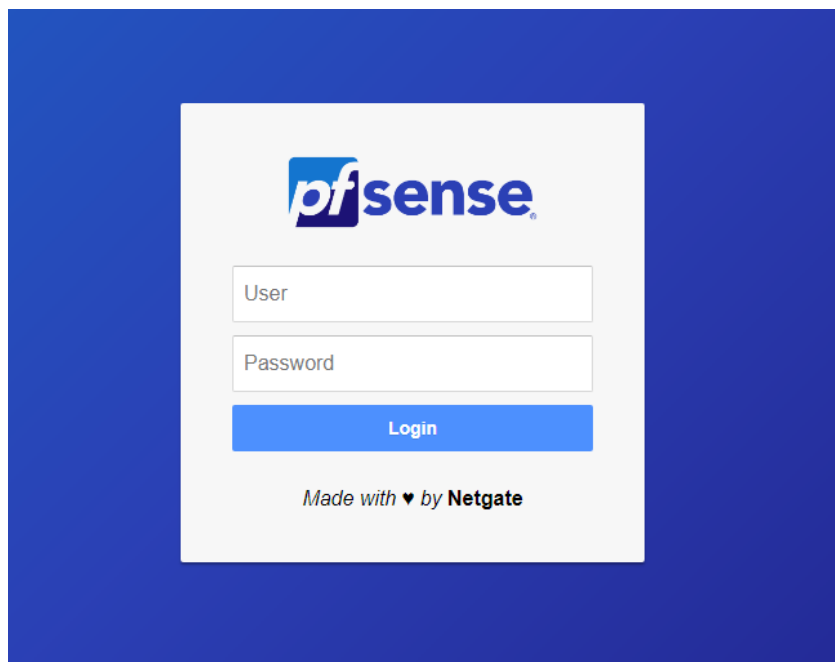 pfsense®
User
Password
Login
Made with ♥ by Netgate